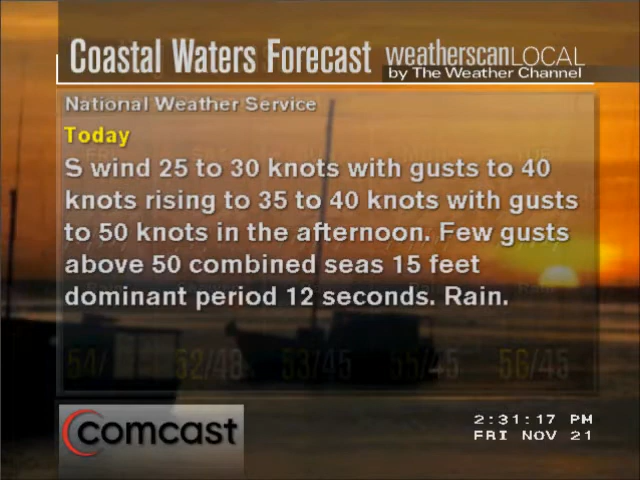 Coastal Waters Forecast
weatherscanLOCAL
by The Weather Channel
National Weather Service
Today
S wind 25 to 30 knots with gusts to 40
knots rising to 35 to 40 knots with gusts
to 50 knots in the afternoon. Few gusts
above 50 combined seas 15 feet
dominant period 12 seconds. Rain.
54/ 52/43 53/45 55/45 56/45
comcast
2:31:17 PM
FRI NOV 21